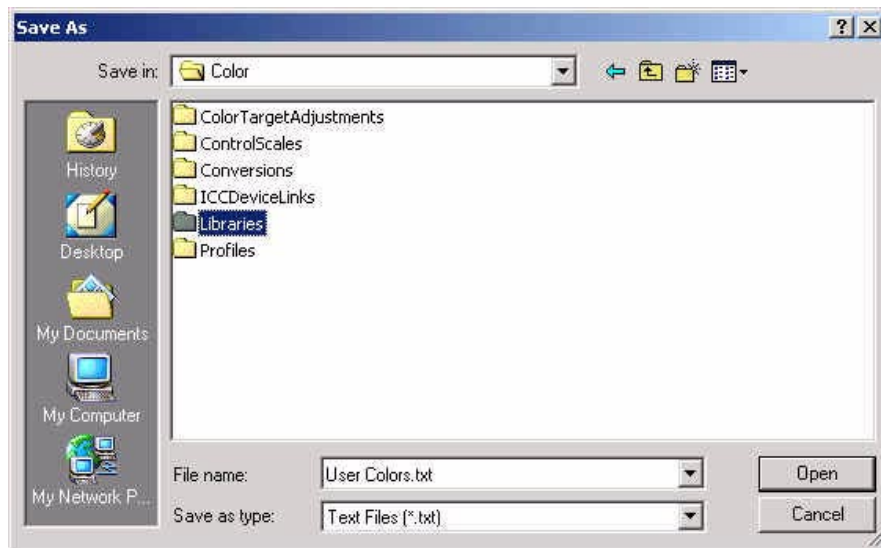 Save As
Save in: Color
ColorTargetAdjustments
ControlScales
Conversions
ICCDeviceLinks
Libraries
Profiles
History
Desktop
My Documents
My Computer
My Network P...
File name: User Colors.txt Open
Save as type: Text Files (*.txt) Cancel